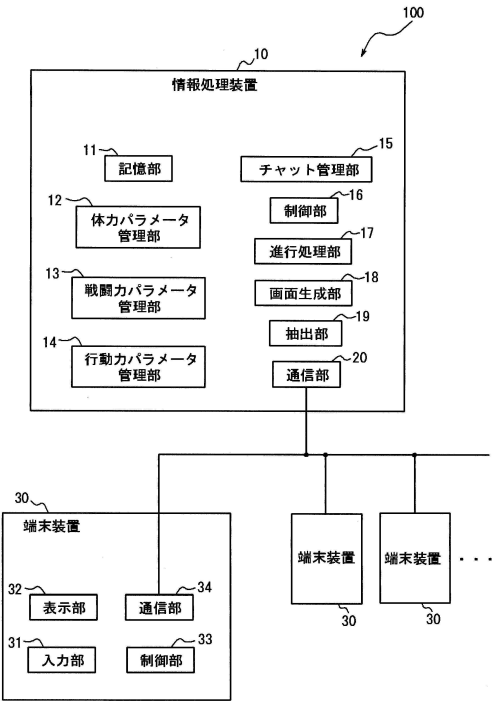 100
10
情報処理装置
11
記憶部
12
体力パラメータ
管理部
13
戦闘力パラメータ
管理部
14
行動力パラメータ
管理部
15
チャット管理部
16
制御部
17
進行処理部
18
画面生成部
19
抽出部
20
通信部
30
端末装置
32
表示部
34
通信部
31
入力部
33
制御部
端末装置
30
端末装置
30
・・・